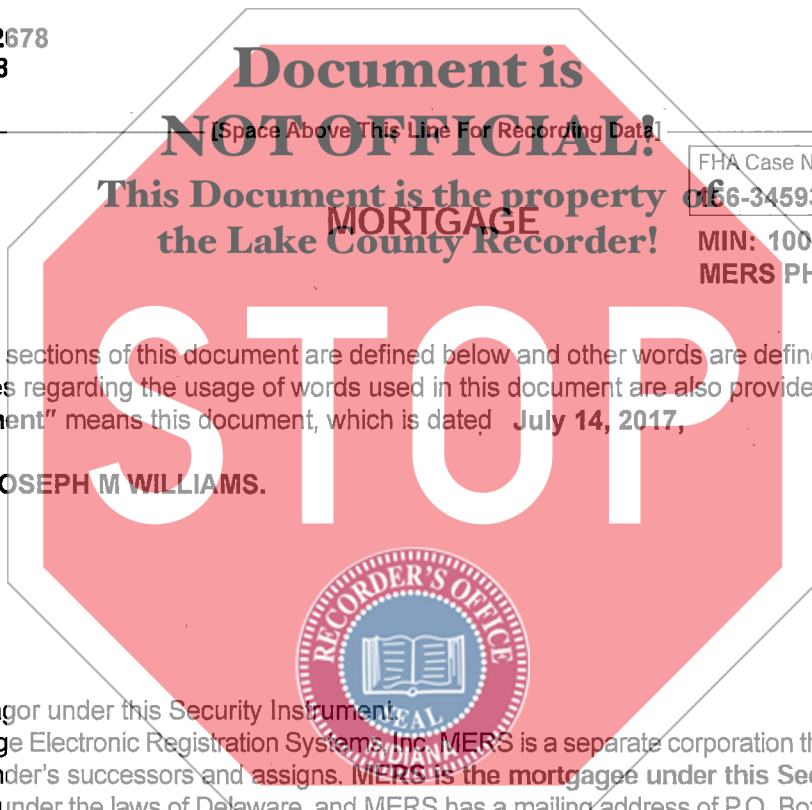 2678
3
Document is
[Space Above This Line For Recording Data]
NOT OFFICIAL!
FHA Case N
This Document is the property of
156-34593
MORTGAGE
the Lake County Recorder!
MIN: 100
MERS PH
sections of this document are defined below and other words are define
s regarding the usage of words used in this document are also provide
ent" means this document, which is dated July 14, 2017,
STOP
OSEPH M WILLIAMS.
RECORDER'S OFFICE
SEAL
INDIANA
gor under this Security Instrument.
ge Electronic Registration Systems, Inc. MERS is a separate corporation th
nder's successors and assigns. MERS is the mortgagee under this Sec
under the laws of Delaware, and MERS has a mailing address of P.O. Bo